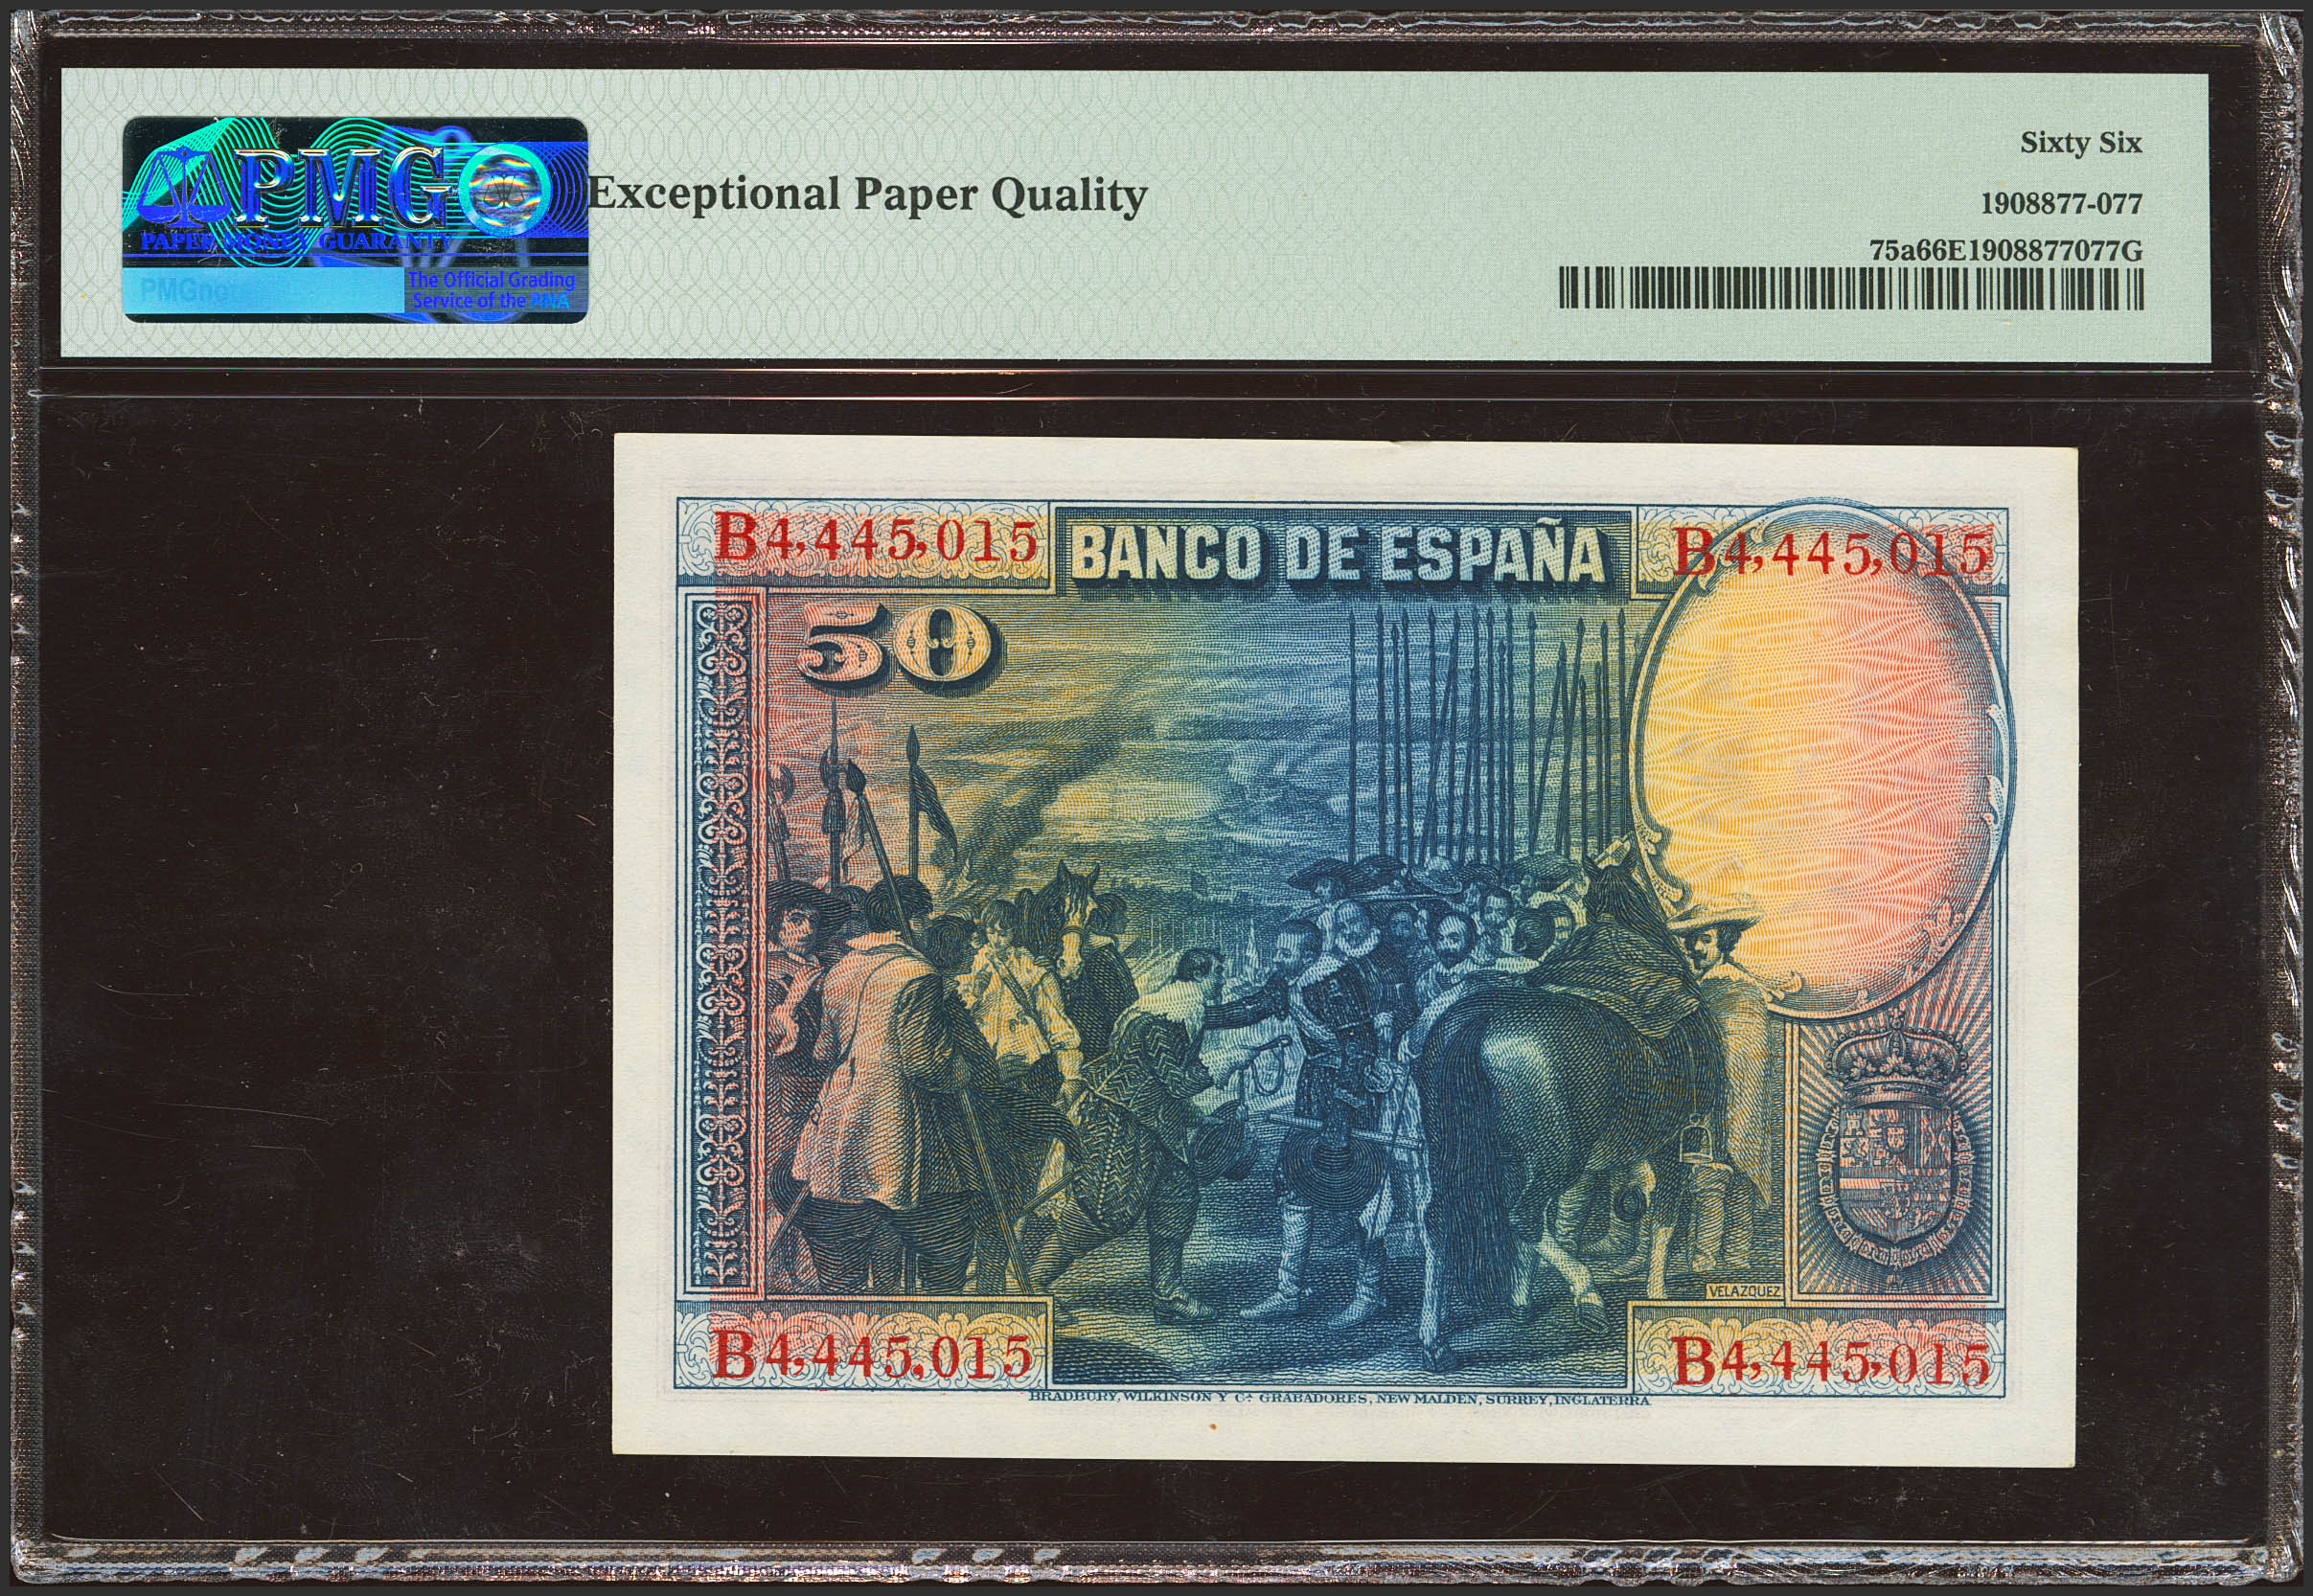 PMG
PAPER MONEY GUARANTY
The Official Grading
Service of the PNA
Exceptional Paper Quality
Sixty Six
1908877-077
75a66E1908877077G
B4,445,015
BANCO DE ESPAÑA
B4,445,015
50
VELAZQUEZ
B4,445,015
B4,445,015
BRADBURY, WILKINSON Y Cª GRABADORES, NEW MALDEN, SURREY, INGLATERRA